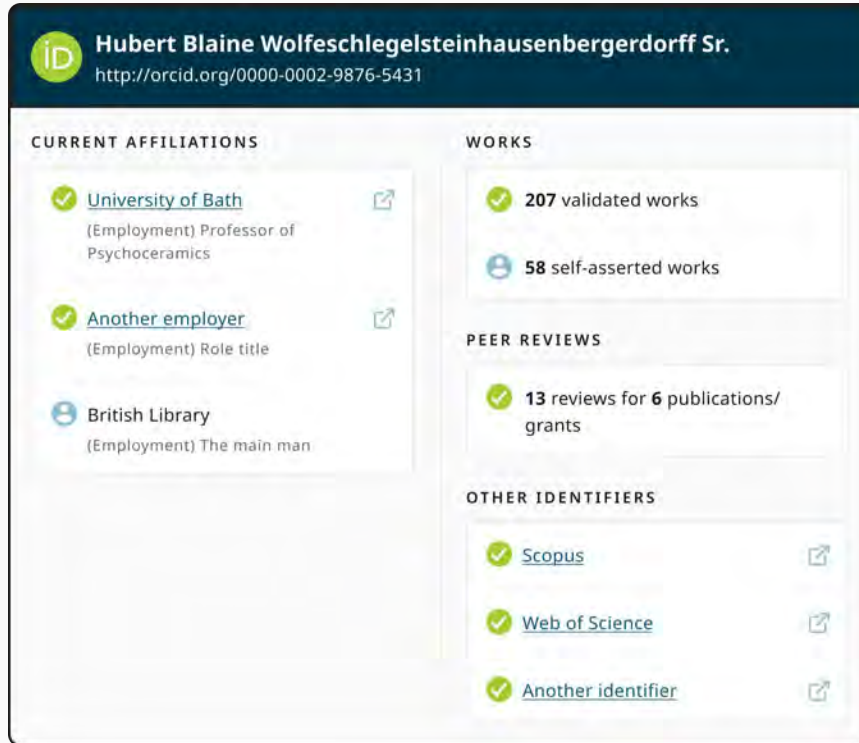 iD
Hubert Blaine Wolfeschlegelsteinhausenbergerdorff Sr.
http://orcid.org/0000-0002-9876-5431
CURRENT AFFILIATIONS
University of Bath
(Employment) Professor of
Psychoceramics
Another employer
(Employment) Role title
British Library
(Employment) The main man
WORKS
207 validated works
58 self-asserted works
PEER REVIEWS
13 reviews for 6 publications/
grants
OTHER IDENTIFIERS
Scopus
Web of Science
Another identifier